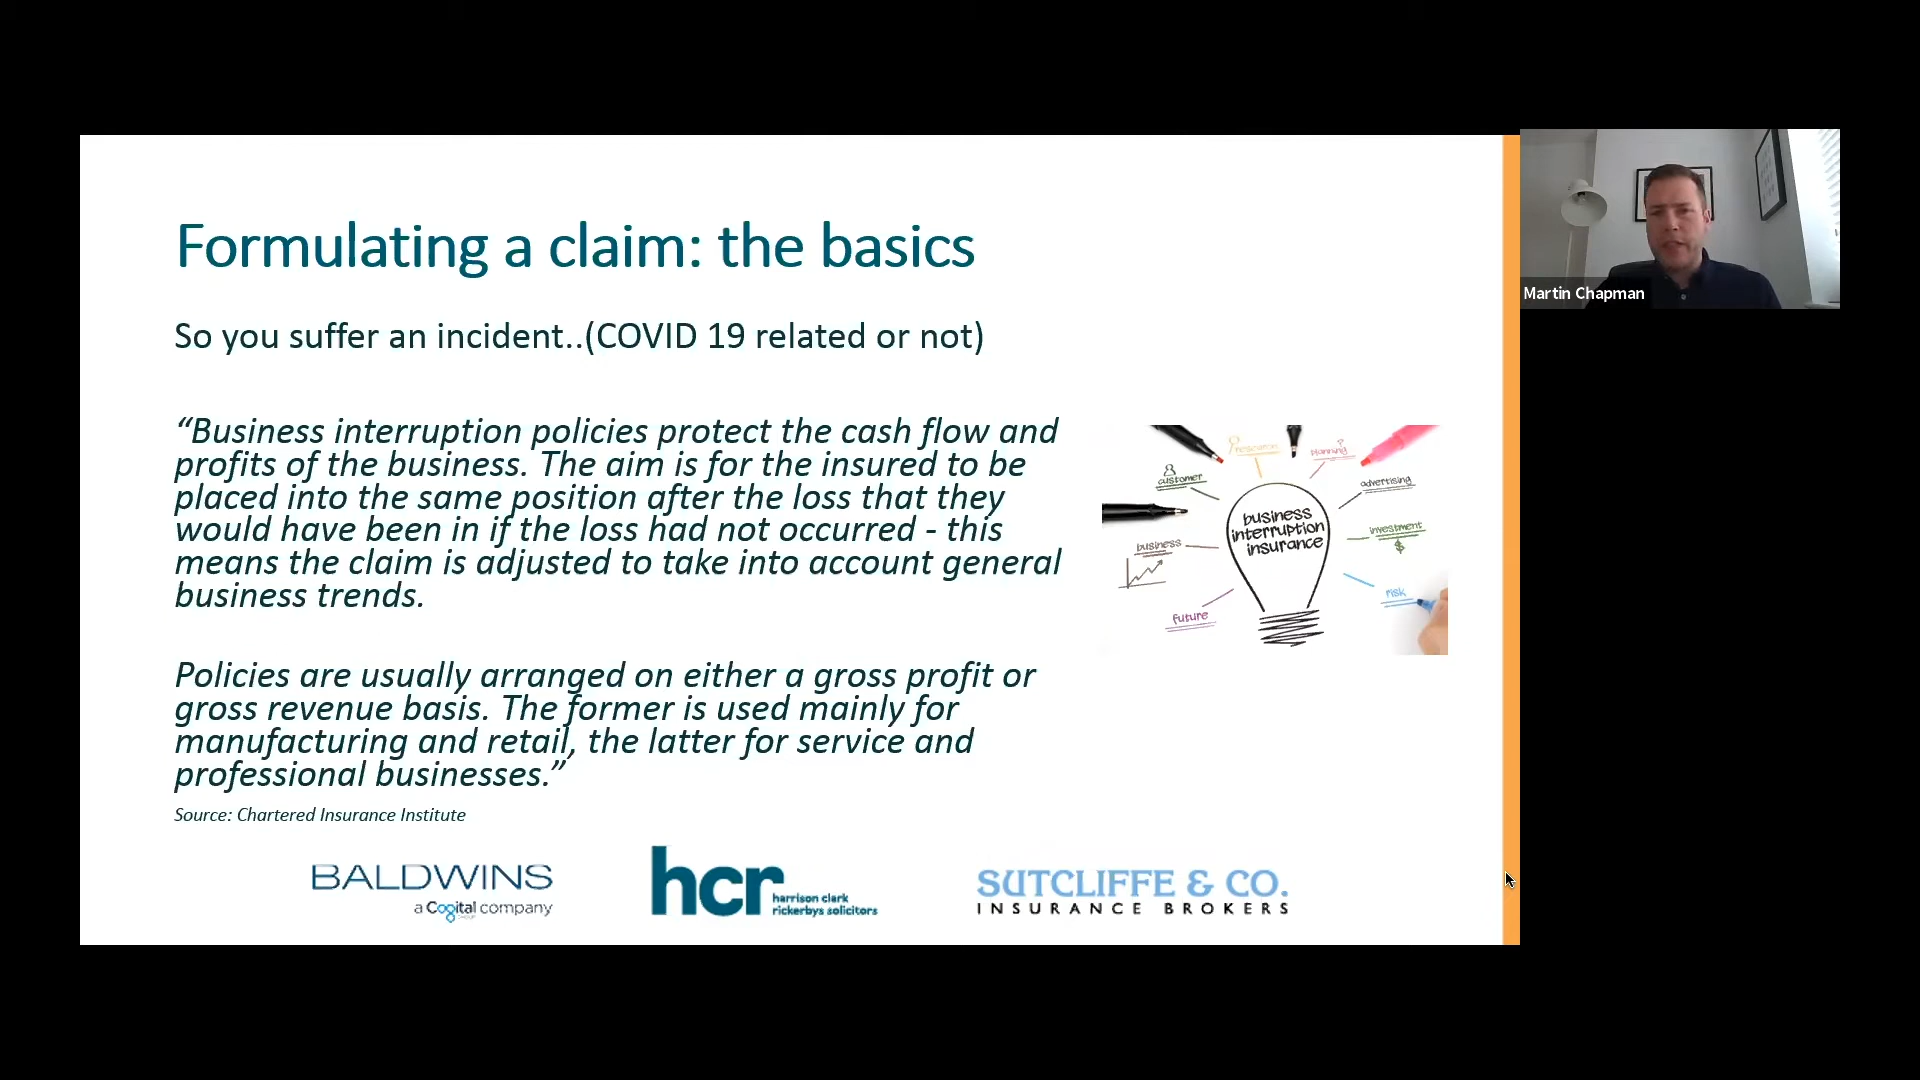 Formulating a claim: the basics
So you suffer an incident..(COVID 19 related or not)
“Business interruption policies protect the cash flow and
profits of the business. The aim is for the insured to be
placed into the same position after the loss that they
would have been in if the loss had not occurred - this
means the claim is adjusted to take into account general
business trends.
Policies are usually arranged on either a gross profit or
gross revenue basis. The former is used mainly for
manufacturing and retail, the latter for service and
professional businesses.”
Source: Chartered Insurance Institute
planning
customer
advertising
business
interruption
insurance
investment
$
business
risk
future
BALDWINS
a Cogital company
hcr
harrison clark
rickerbys solicitors
SUTCLIFFE & CO.
INSURANCE BROKERS
Martin Chapman